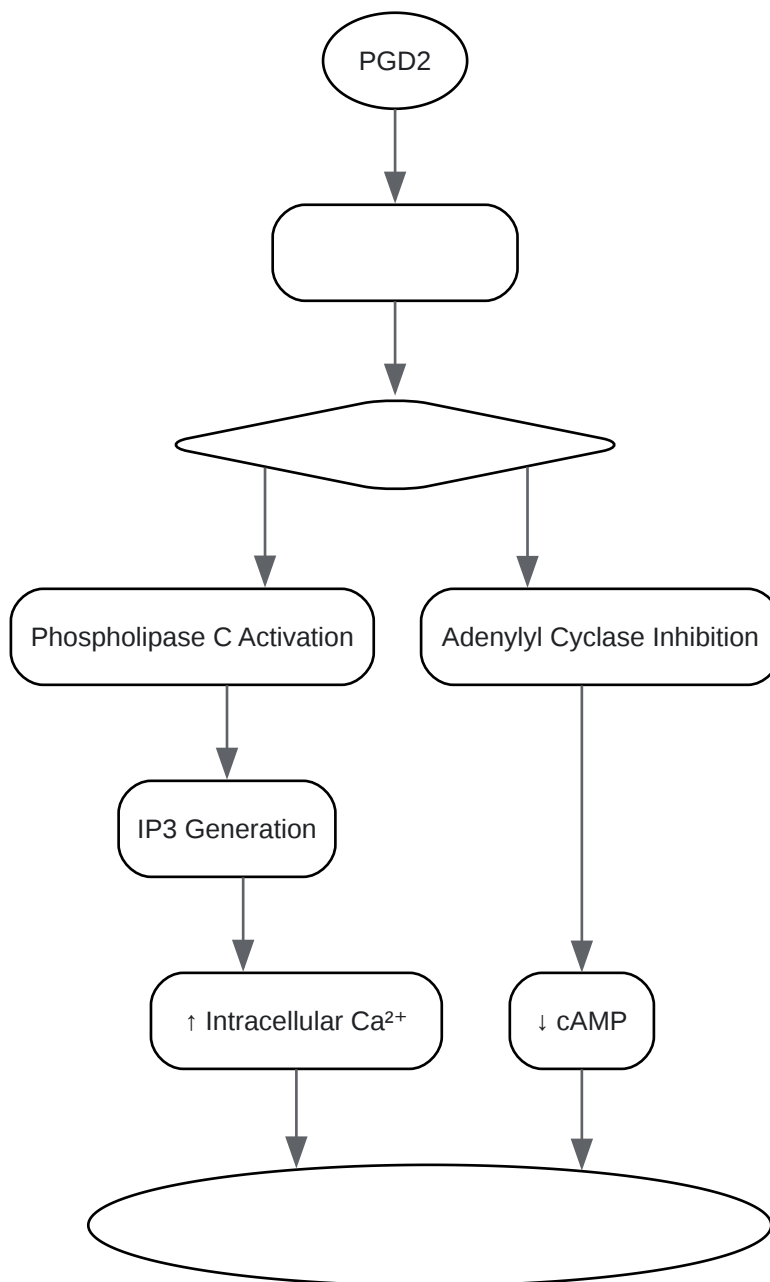 PGD2
Phospholipase C Activation
Adenylyl Cyclase Inhibition
IP3 Generation
↑ Intracellular Ca²⁺
↓ cAMP